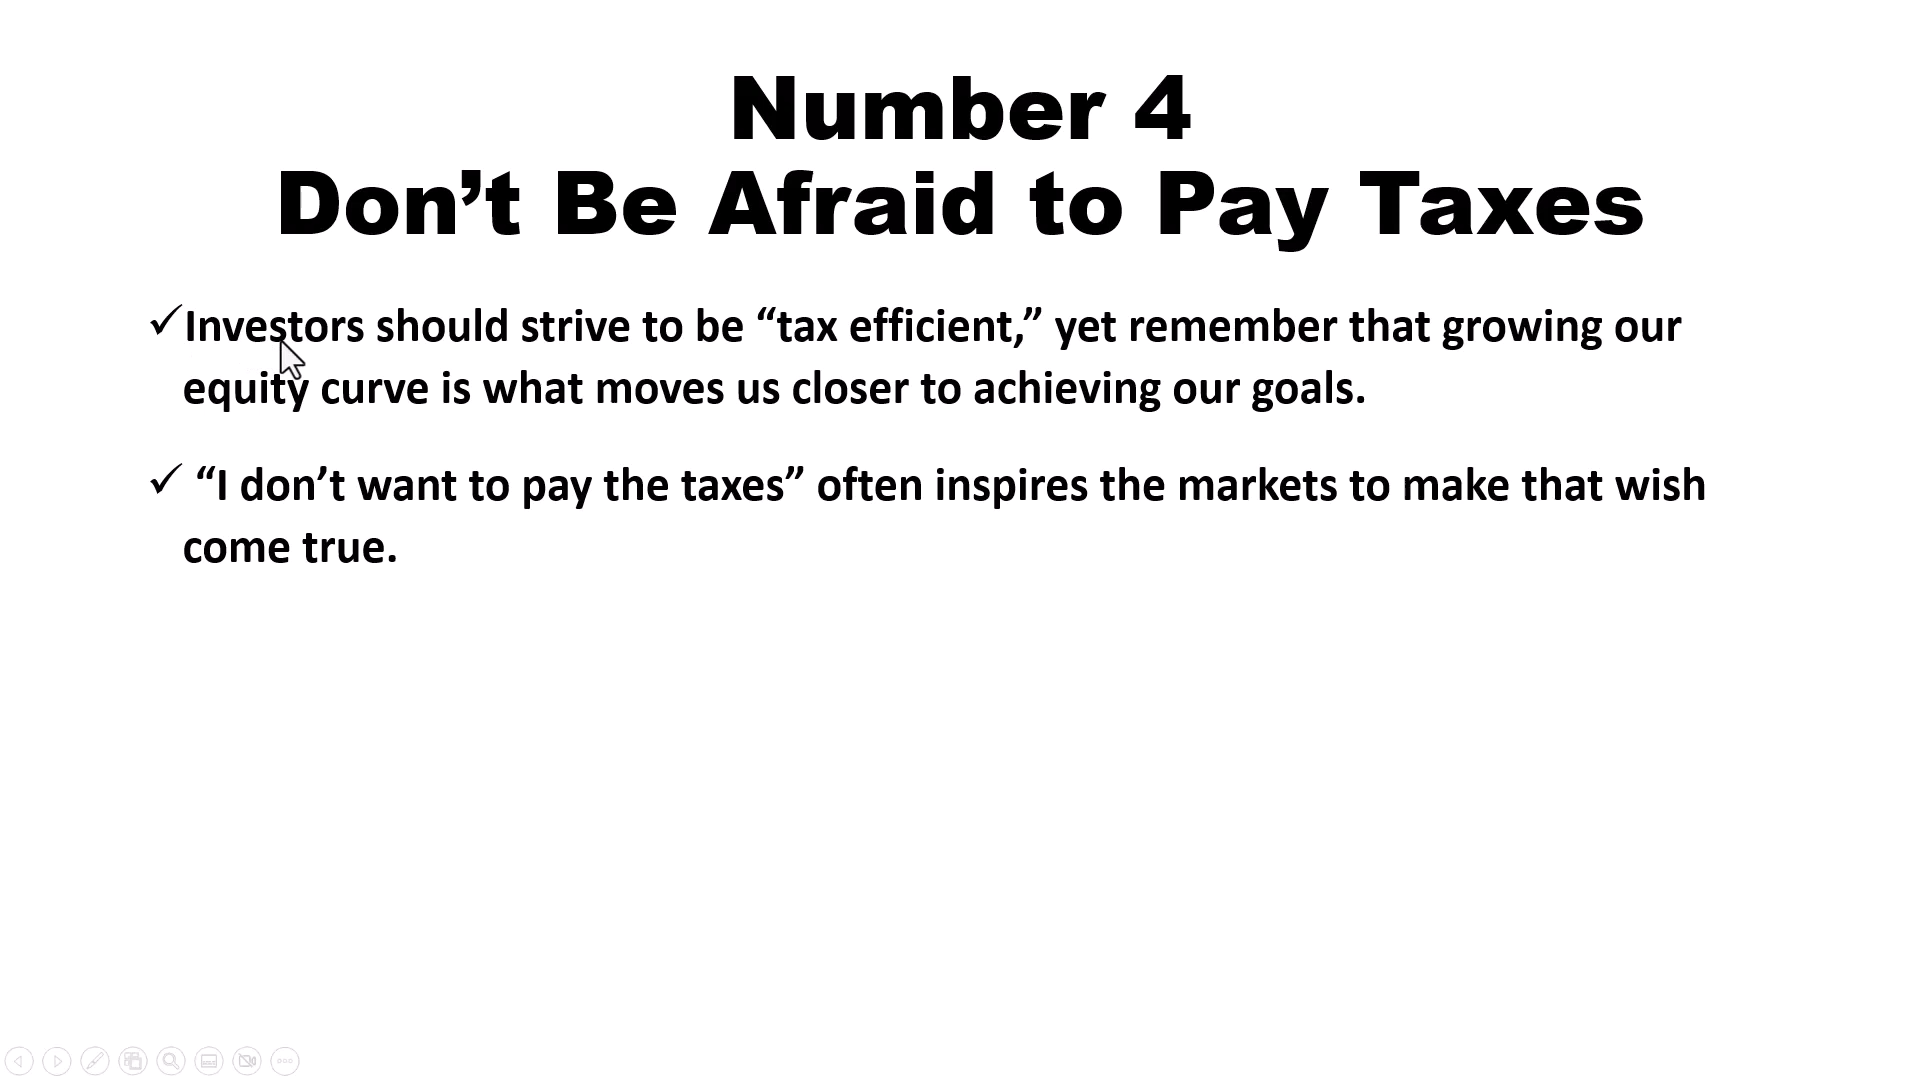 Number 4
Don’t Be Afraid to Pay Taxes
✓Investors should strive to be “tax efficient,” yet remember that growing our
equity curve is what moves us closer to achieving our goals.
✓ “I don’t want to pay the taxes” often inspires the markets to make that wish
come true.